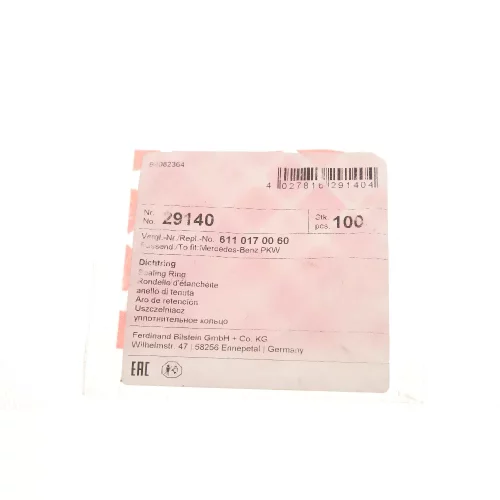 4 027816 291404
Nr.
No. 29140
Stk
pcs. 100
Vergl.-Nr./Repl.-No. 611 017 00 60
Passend./To fit:Mercedes-Benz PKW
Dichtring
Sealing Ring
Rondelle d'étanchéité
anello di tenuta
Aro de retención
Uszczelniacz
уплотнительное кольцо
Ferdinand Bilstein GmbH + Co. KG
Wilhelmstr. 47 | 58256 Ennepetal | Germany
EAC